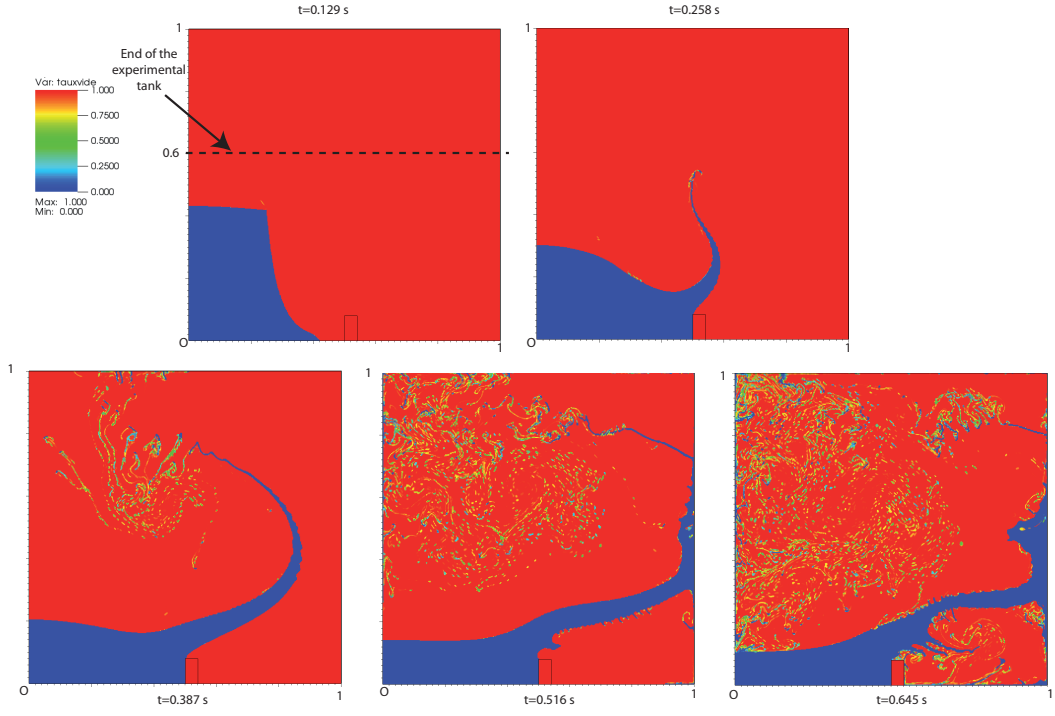 t=0.129 s
t=0.258 s
1
1
End of the
experimental
tank
Var: tauxvide
1.000
0.7500
0.5000
0.2500
0.000
Max: 1.000
Min: 0.000
0.6
O
1
O
1
1
1
1
O
1
O
1
O
1
t=0.387 s
t=0.516 s
t=0.645 s